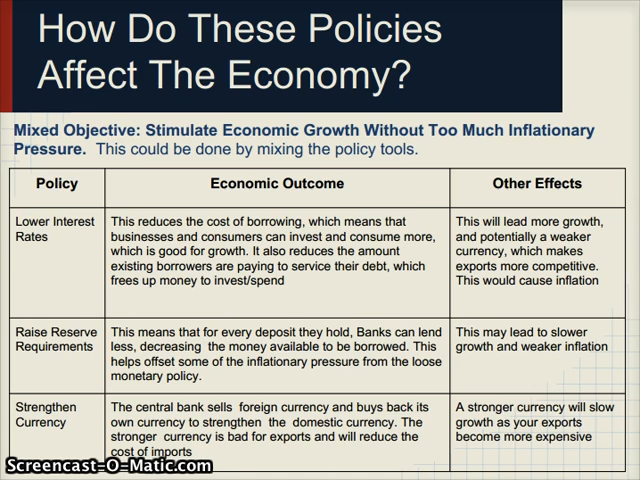 How Do These Policies
Affect The Economy?
Mixed Objective: Stimulate Economic Growth Without Too Much Inflationary
Pressure. This could be done by mixing the policy tools.
Policy
Economic Outcome
Other Effects
Lower Interest
Rates
This reduces the cost of borrowing, which means that
businesses and consumers can invest and consume more,
which is good for growth. It also reduces the amount
existing borrowers are paying to service their debt, which
frees up money to invest/spend
This will lead more growth,
and potentially a weaker
currency, which makes
exports more competitive.
This would cause inflation
Raise Reserve
Requirements
This means that for every deposit they hold, Banks can lend
less, decreasing the money available to be borrowed. This
helps offset some of the inflationary pressure from the loose
monetary policy.
This may lead to slower
growth and weaker inflation
Strengthen
Currency
The central bank sells foreign currency and buys back its
own currency to strengthen the domestic currency. The
stronger currency is bad for exports and will reduce the
cost of imports
A stronger currency will slow
growth as your exports
become more expensive
Screencast-O-Matic.com